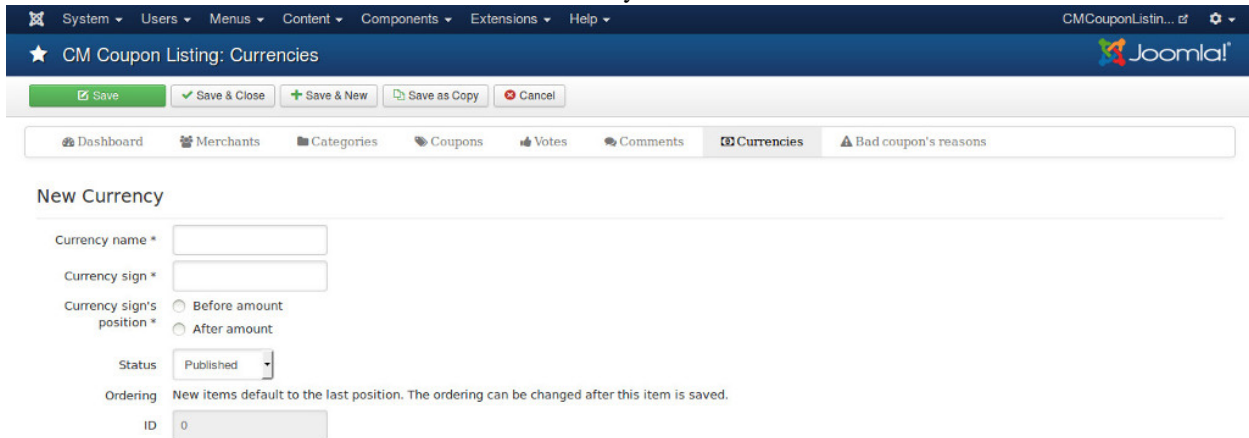 System Users Menus Content Components Extensions Help CMCouponListin...
CM Coupon Listing: Currencies Joomla!
Save Save & Close Save & New Save as Copy Cancel
Dashboard Merchants Categories Coupons Votes Comments Currencies Bad coupon's reasons
New Currency
Currency name *
Currency sign *
Currency sign's position *
Before amount
After amount
Status Published
Ordering New items default to the last position. The ordering can be changed after this item is saved.
ID 0